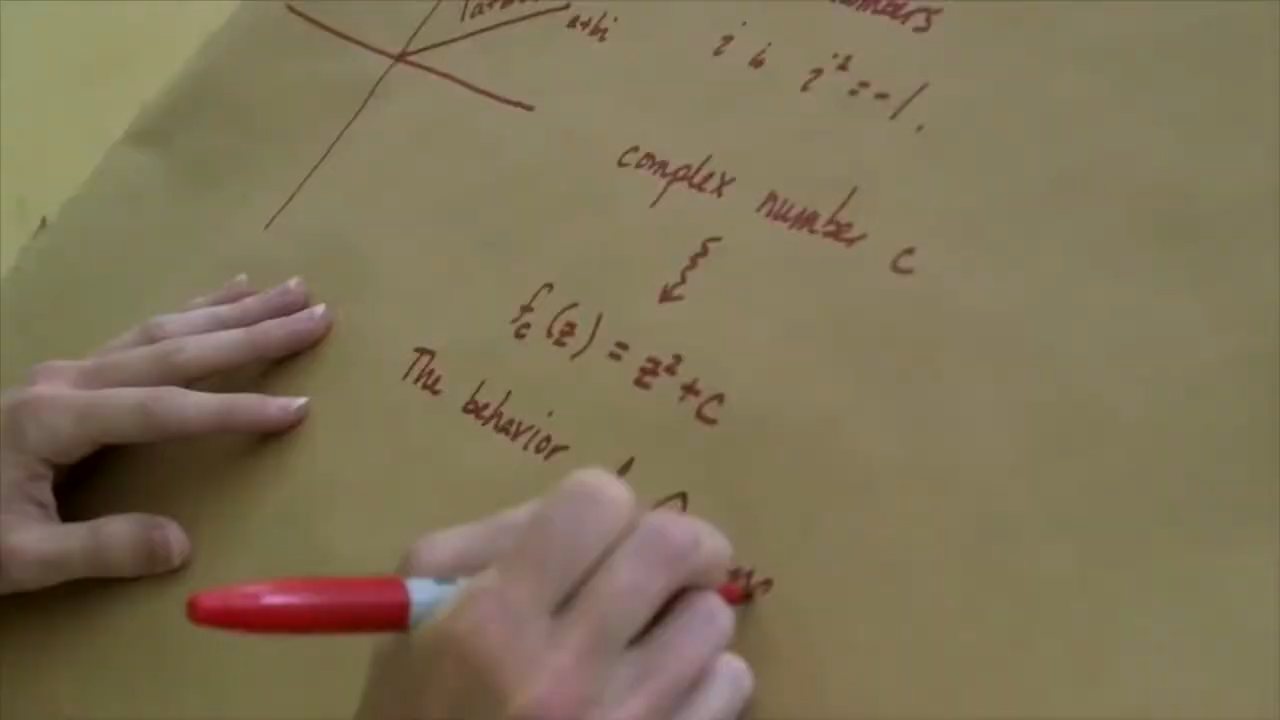 a+bi
i is i² = -1.
complex number c
f_c(z) = z² + c
The behavior